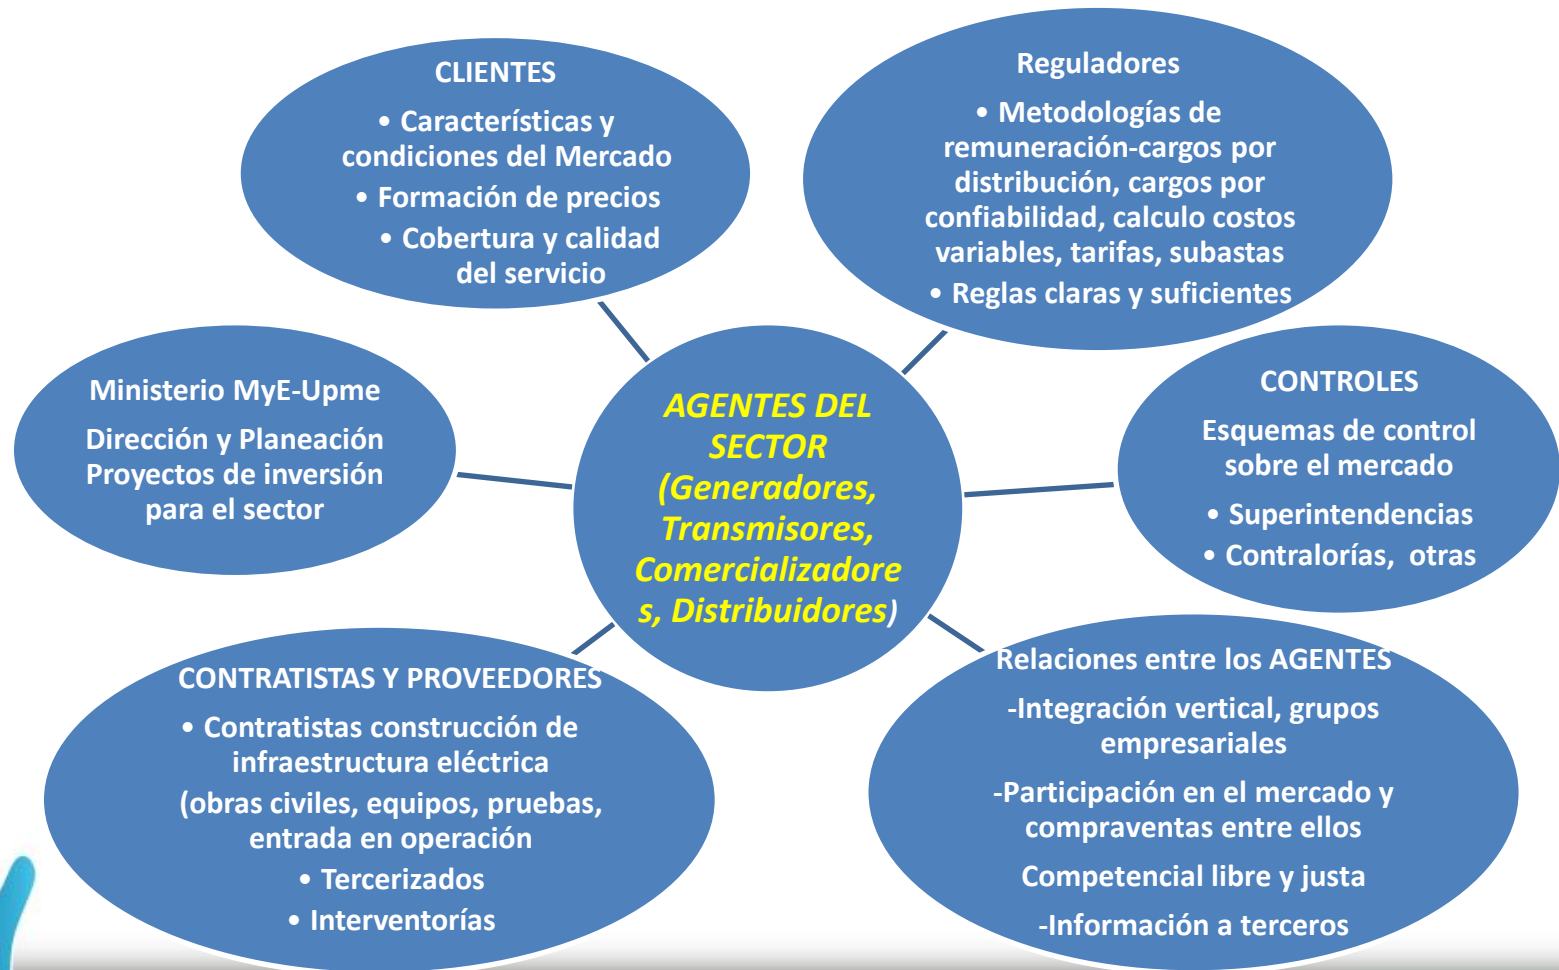 CLIENTES
• Características y
condiciones del Mercado
• Formación de precios
• Cobertura y calidad
del servicio
Reguladores
• Metodologías de
remuneración-cargos por
distribución, cargos por
confiabilidad, calculo costos
variables, tarifas, subastas
• Reglas claras y suficientes
Ministerio MyE-Upme
Dirección y Planeación
Proyectos de inversión
para el sector
AGENTES DEL
SECTOR
(Generadores,
Transmisores,
Comercializadore
s, Distribuidores)
CONTROLES
Esquemas de control
sobre el mercado
• Superintendencias
• Contralorías, otras
CONTRATISTAS Y PROVEEDORES
• Contratistas construcción de
infraestructura eléctrica
(obras civiles, equipos, pruebas,
entrada en operación
• Tercerizados
• Interventorías
Relaciones entre los AGENTES
-Integración vertical, grupos
empresariales
-Participación en el mercado y
compraventas entre ellos
Competencial libre y justa
-Información a terceros